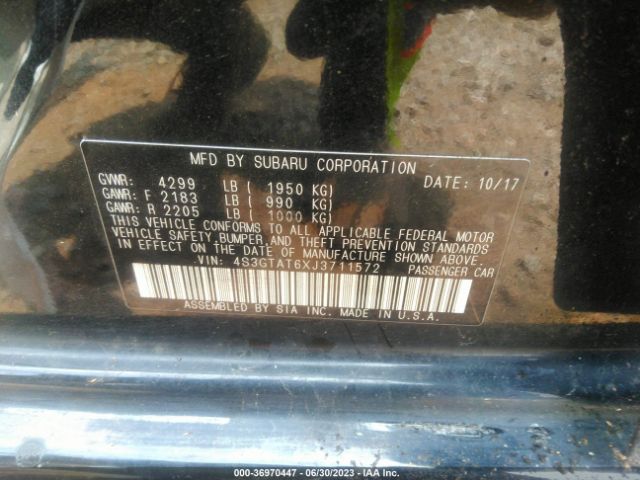 MFD BY SUBARU CORPORATION DATE: 10/17
GVWR: 4299 LB ( 1950 KG)
GAWR: F 2183 LB ( 990 KG)
GAWR: R 2205 LB ( 1000 KG)
THIS VEHICLE CONFORMS TO ALL APPLICABLE FEDERAL MOTOR
VEHICLE SAFETY, BUMPER, AND THEFT PREVENTION STANDARDS
IN EFFECT ON THE DATE OF MANUFACTURE SHOWN ABOVE.
VIN: 4S3GTAT6XJ3711572 PASSENGER CAR
ASSEMBLED BY SIA INC. MADE IN U.S.A.
000-36970447 - 06/30/2023 - IAA Inc.